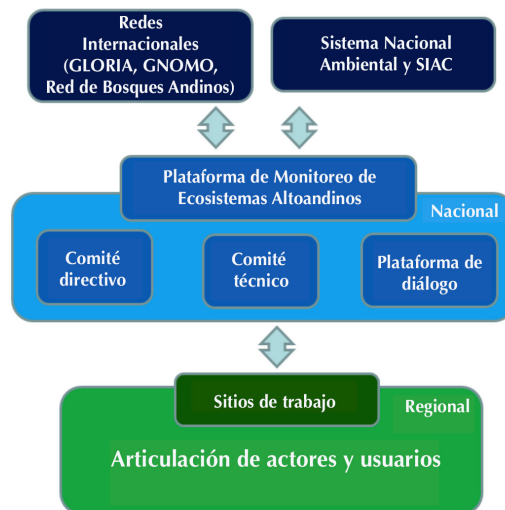 Redes
Internacionales
(GLORIA, GNOMO,
Red de Bosques Andinos)
Sistema Nacional
Ambiental y SIAC
Plataforma de Monitoreo de
Ecosistemas Altoandinos
Nacional
Comité
directivo
Comité
técnico
Plataforma de
diálogo
Sitios de trabajo
Regional
Articulación de actores y usuarios